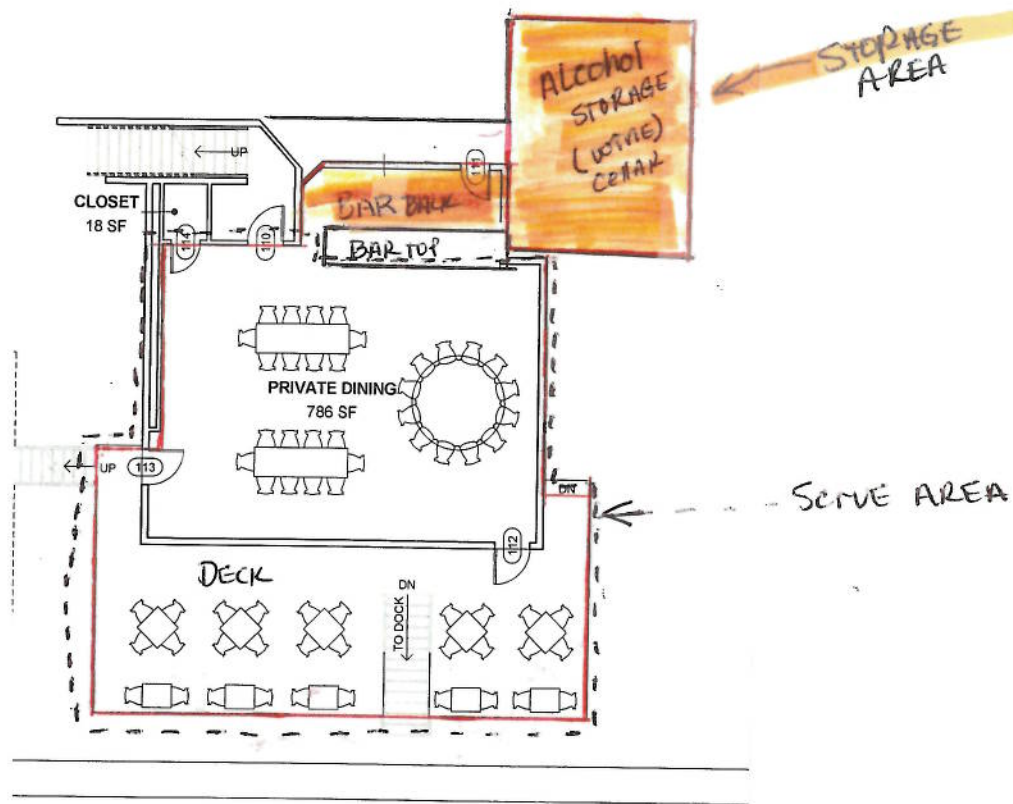 STORAGE
AREA
Alcohol
STORAGE
(WINE)
CELLAR
UP
111
BAR BACK
CLOSET
18 SF
114
110
BAR TOP
PRIVATE DINING
786 SF
UP
113
DN
SERVE AREA
112
DECK
DN
TO DOCK